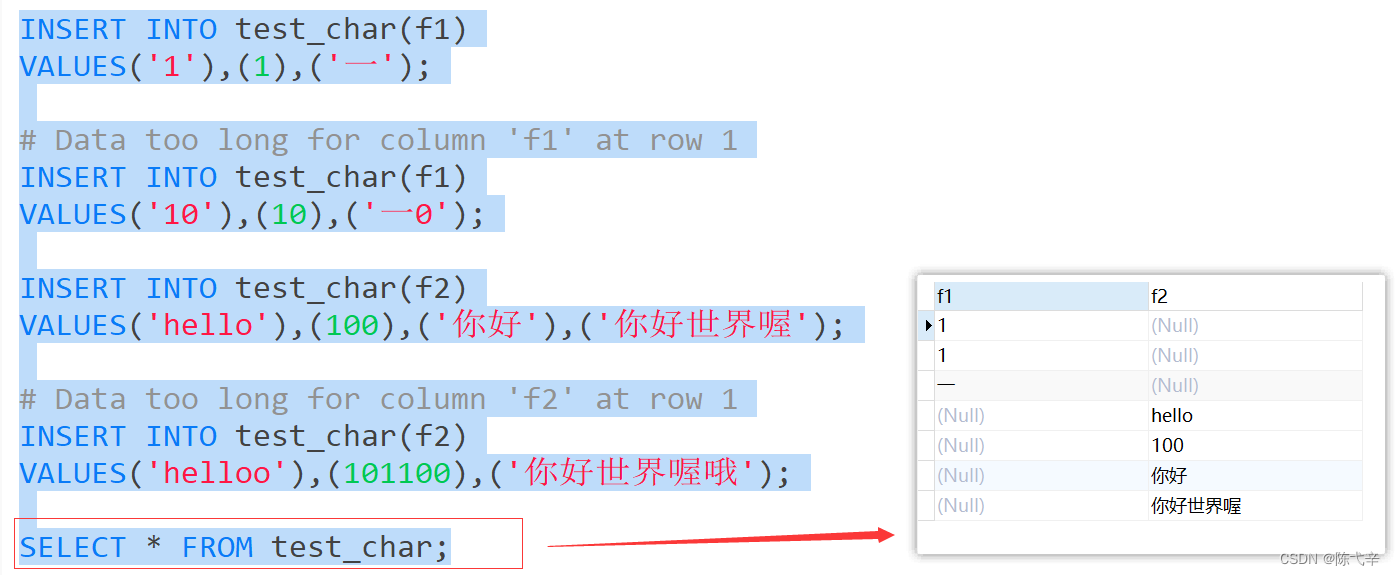 INSERT INTO test_char(f1)
VALUES('1'),(1),('一');
# Data too long for column 'f1' at row 1
INSERT INTO test_char(f1)
VALUES('10'),(10),('一0');
INSERT INTO test_char(f2)
VALUES('hello'),(100),('你好'),('你好世界喔');
# Data too long for column 'f2' at row 1
INSERT INTO test_char(f2)
VALUES('helloo'),(101100),('你好世界喔哦');
SELECT * FROM test_char;
f1 f2
1 (Null)
1 (Null)
一 (Null)
(Null) hello
(Null) 100
(Null) 你好
(Null) 你好世界喔
CSDN @陈弋辛